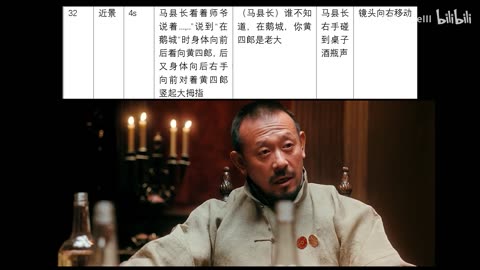 32
近景
4s
马县长看着师爷
说着……"说到"在
鹅城"时身体向前
后看向黄四郎，后
又身体向后右手
向前对着黄四郎
竖起大拇指
（马县长）谁不知
道，在鹅城，你黄
四郎是老大
马县长
右手碰
到桌子
酒瓶声
镜头向右移动
bilibili